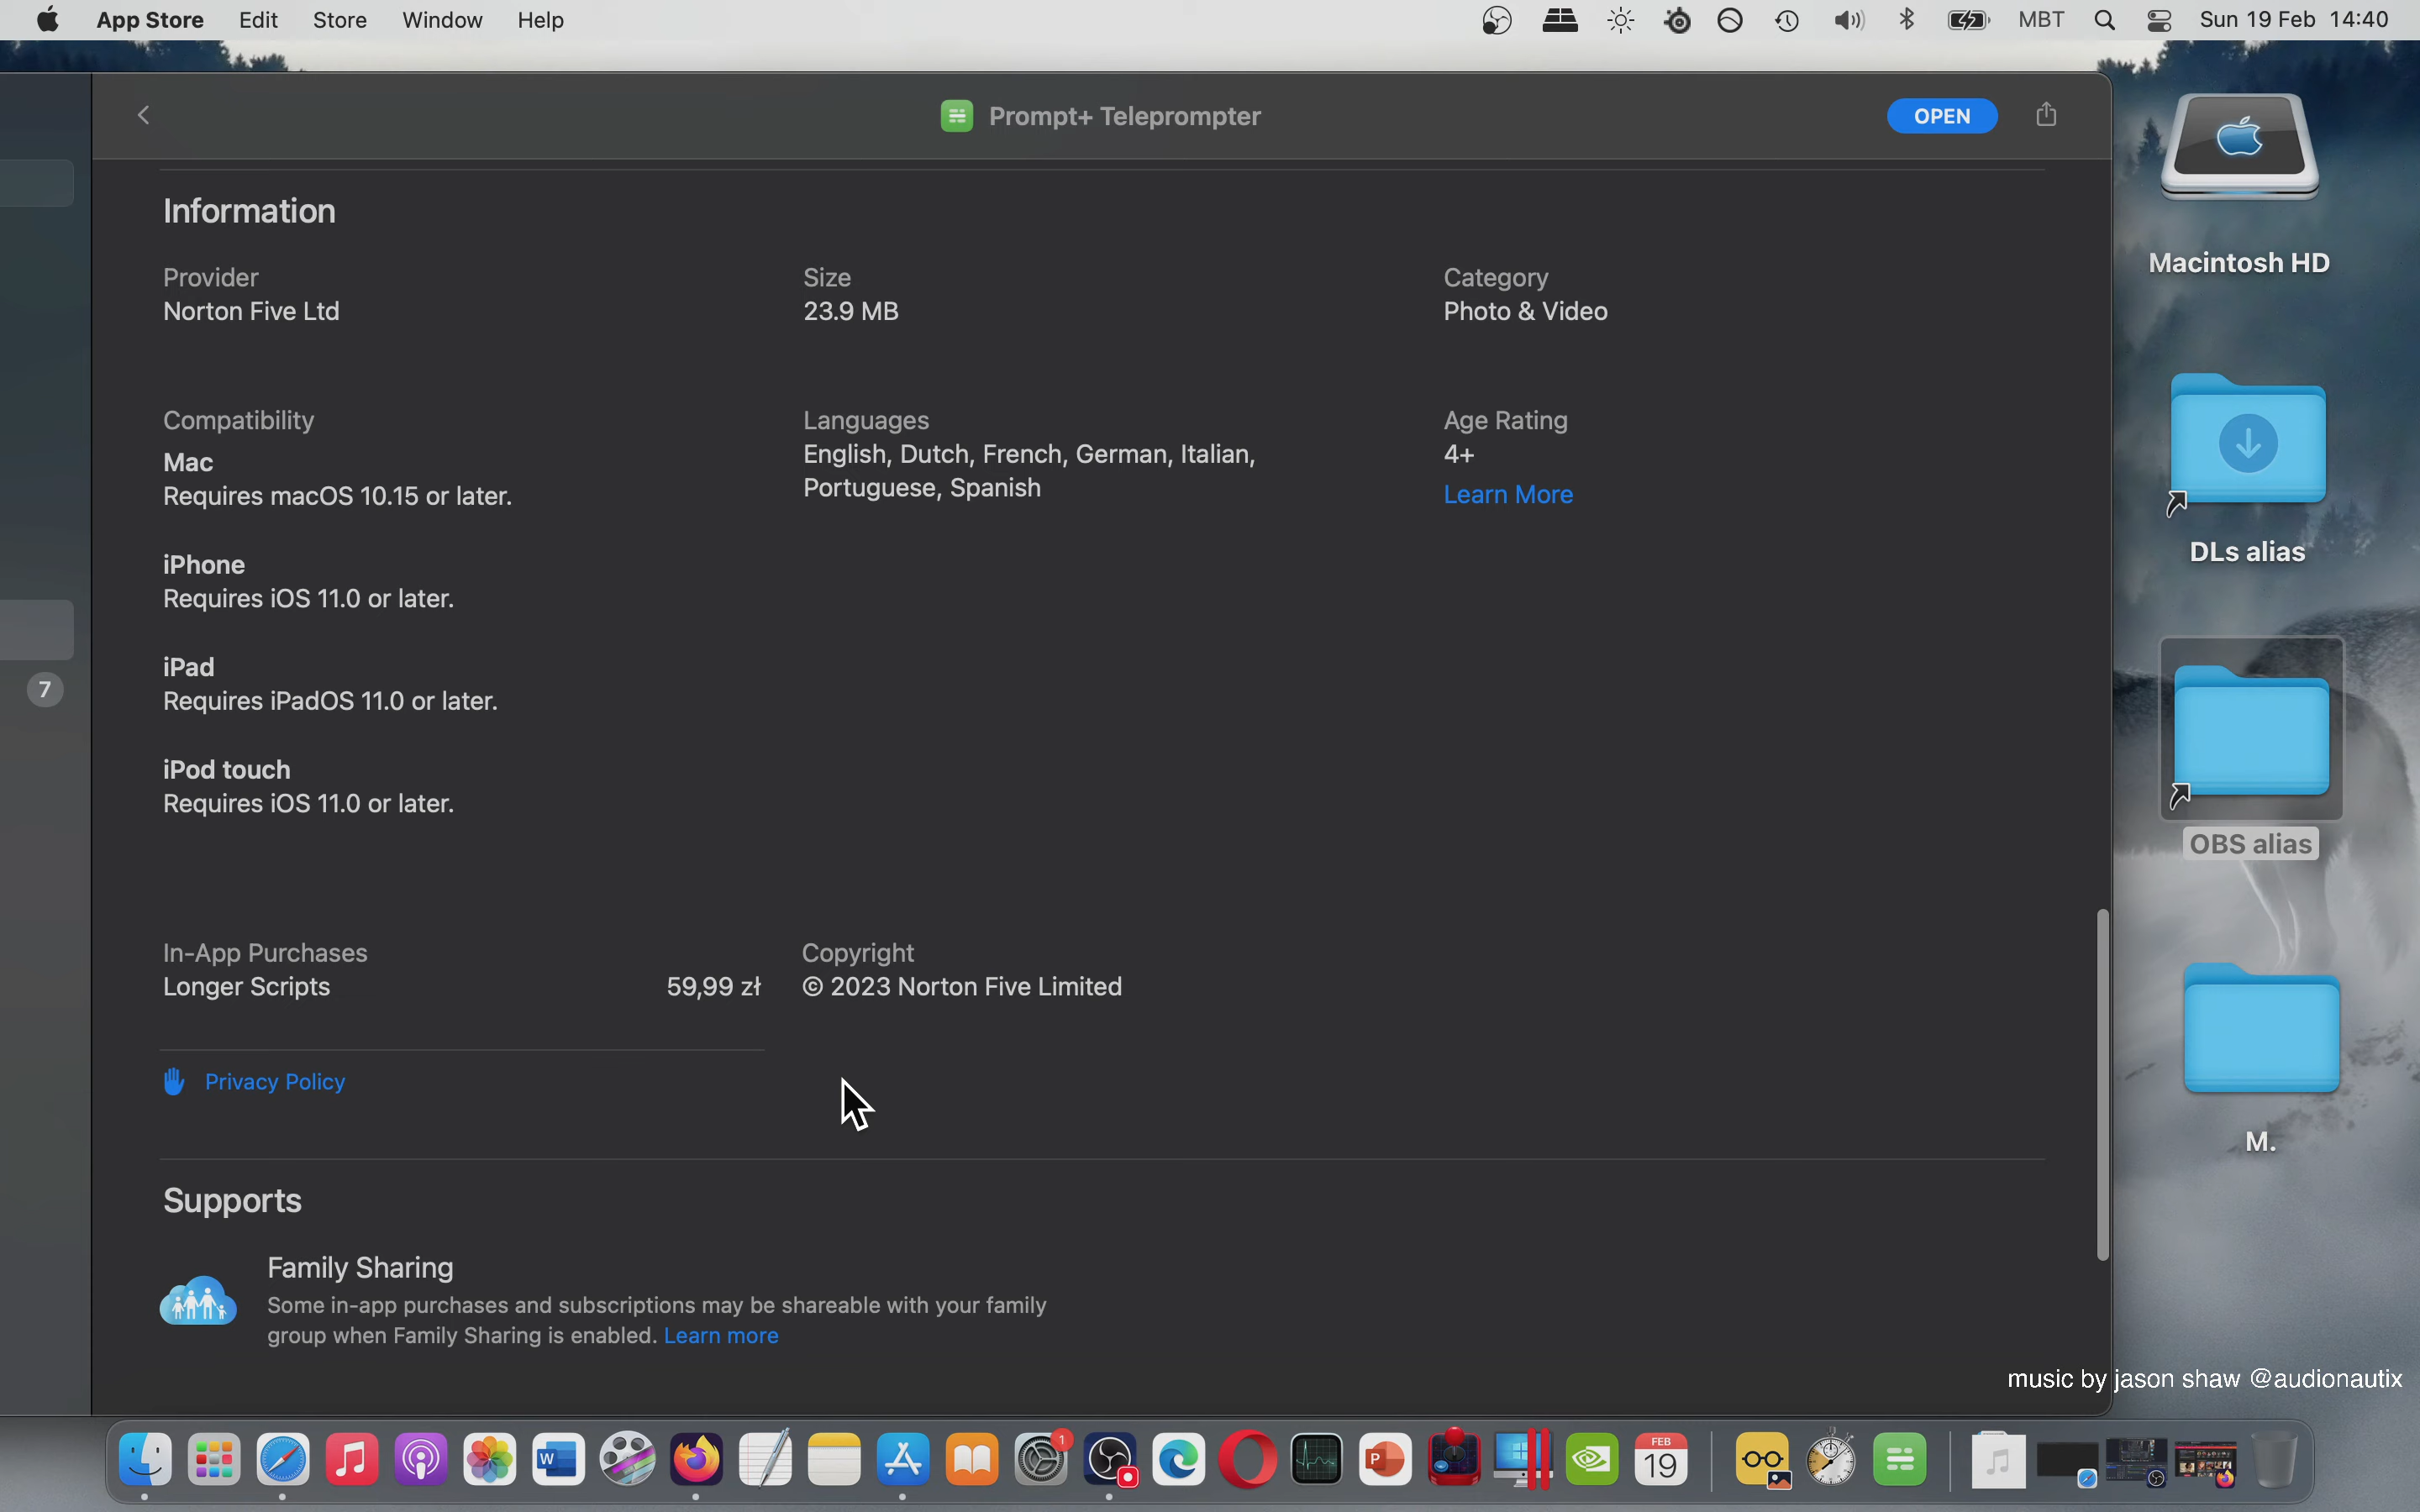 App Store Edit Store Window Help MBT Sun 19 Feb 14:40
Prompt+ Teleprompter OPEN
Information
Provider Size Category
Norton Five Ltd 23.9 MB Photo & Video
Macintosh HD
Compatibility Languages Age Rating
Mac English, Dutch, French, German, Italian, 4+
Requires macOS 10.15 or later. Portuguese, Spanish Learn More
DLs alias
iPhone
Requires iOS 11.0 or later.
iPad
7
Requires iPadOS 11.0 or later.
iPod touch
Requires iOS 11.0 or later.
OBS alias
In-App Purchases Copyright
Longer Scripts 59,99 zł © 2023 Norton Five Limited
Privacy Policy
M.
Supports
Family Sharing
Some in-app purchases and subscriptions may be shareable with your family
group when Family Sharing is enabled. Learn more
music by jason shaw @audionautix
W 1 P FEB
19